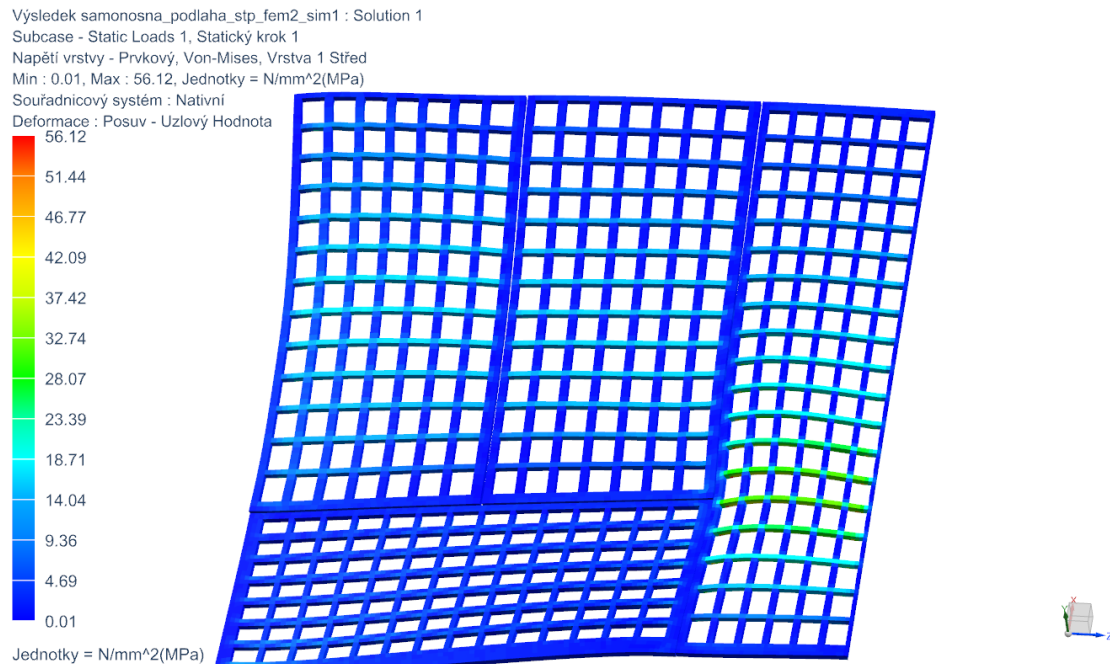 Výsledek samonosna_podlaha_stp_fem2_sim1 : Solution 1
Subcase - Static Loads 1, Statický krok 1
Napětí vrstvy - Prvkový, Von-Mises, Vrstva 1 Střed
Min : 0.01, Max : 56.12, Jednotky = N/mm^2(MPa)
Souřadnicový systém : Nativní
Deformace : Posuv - Uzlový Hodnota
56.12
51.44
46.77
42.09
37.42
32.74
28.07
23.39
18.71
14.04
9.36
4.69
0.01
Jednotky = N/mm^2(MPa)
X
Y
Z